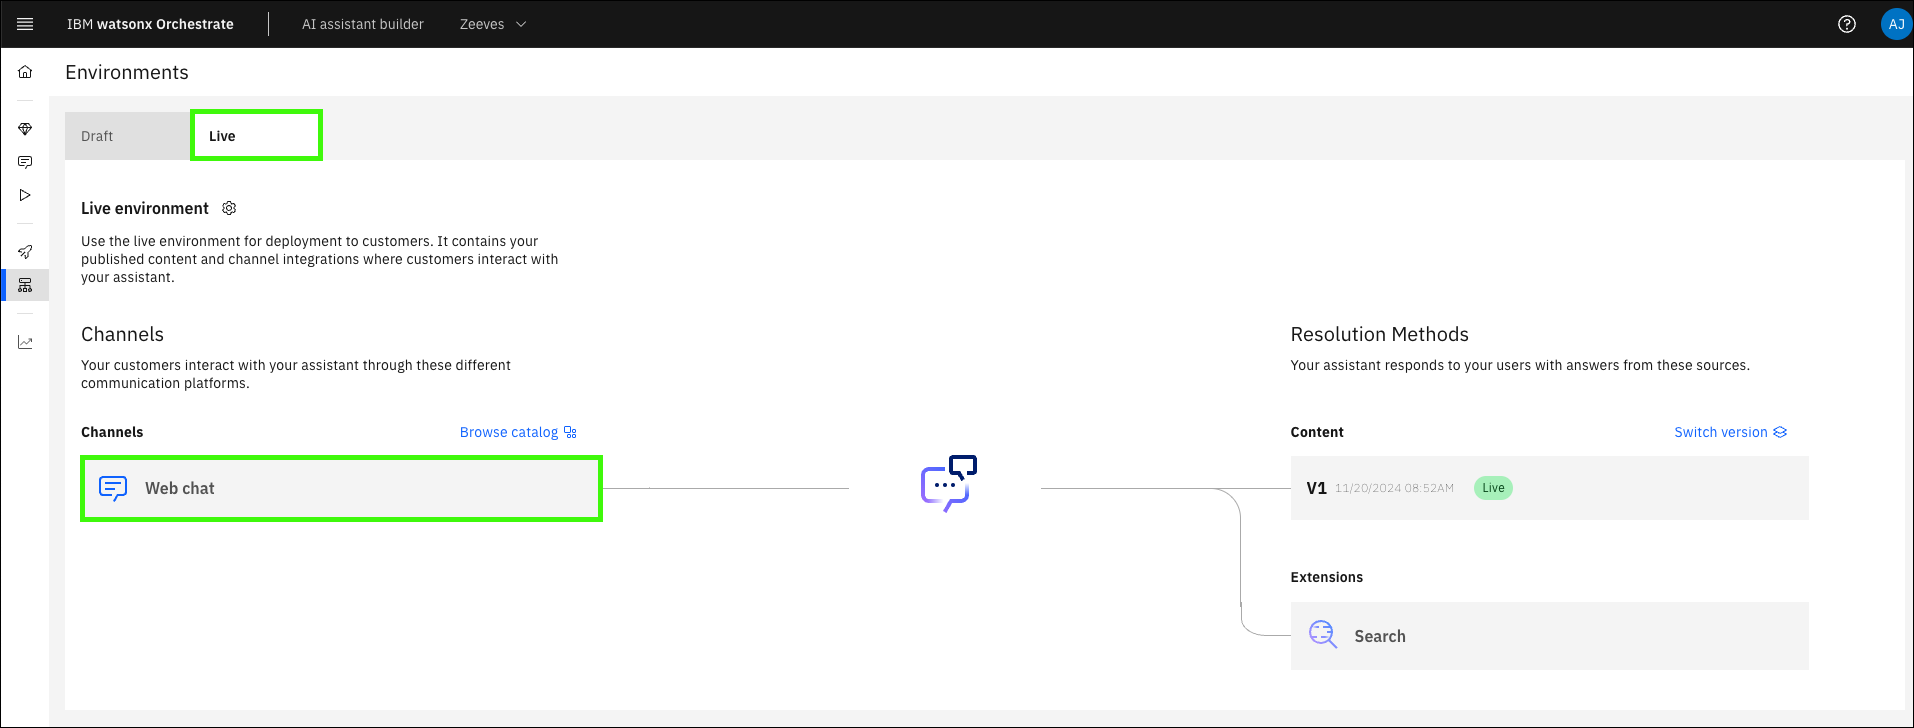 IBM watsonx Orchestrate
AI assistant builder
Zeeves
AJ
Environments
Draft
Live
Live environment
Use the live environment for deployment to customers. It contains your
published content and channel integrations where customers interact with
your assistant.
Channels
Your customers interact with your assistant through these different
communication platforms.
Channels
Browse catalog
Web chat
Resolution Methods
Your assistant responds to your users with answers from these sources.
Content
Switch version
V1 11/20/2024 08:52AM Live
Extensions
Search